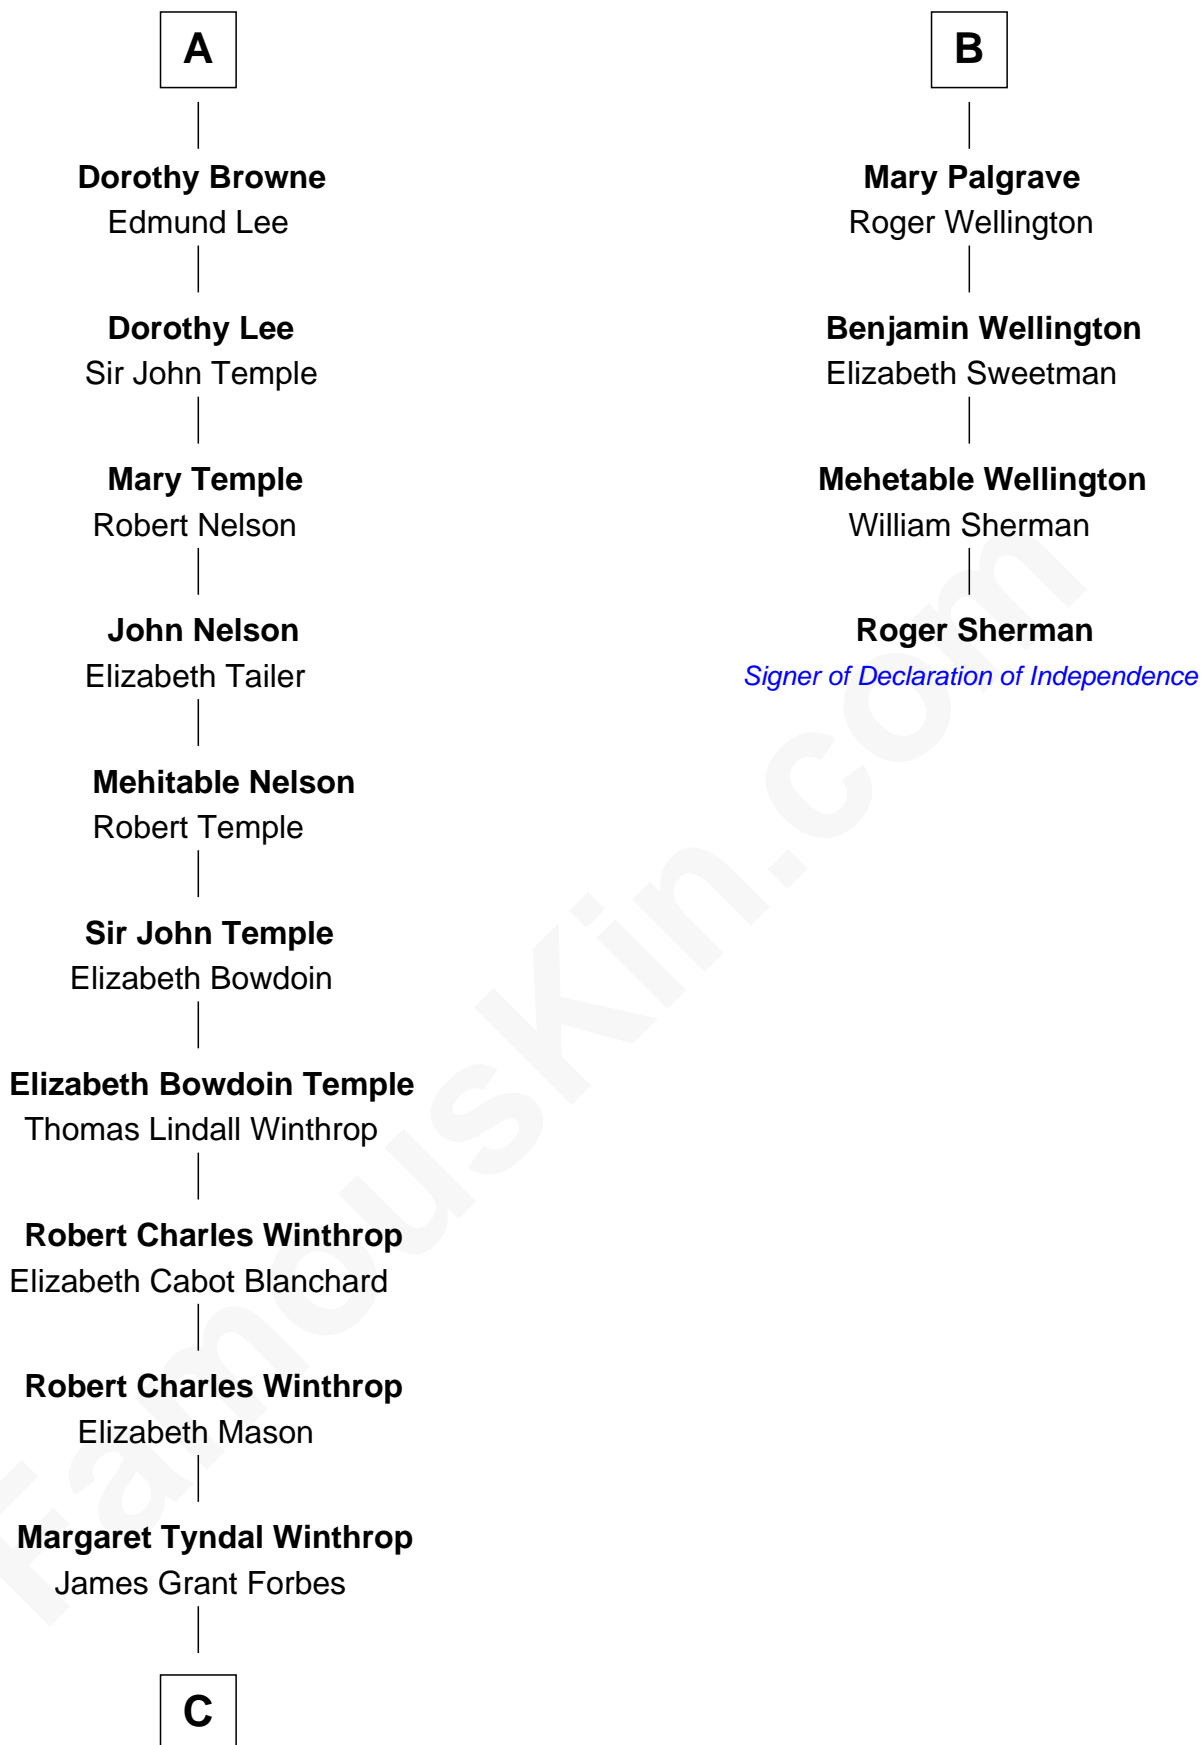 A
Dorothy Browne
Edmund Lee
Dorothy Lee
Sir John Temple
Mary Temple
Robert Nelson
John Nelson
Elizabeth Tailer
Mehitable Nelson
Robert Temple
Sir John Temple
Elizabeth Bowdoin
Elizabeth Bowdoin Temple
Thomas Lindall Winthrop
Robert Charles Winthrop
Elizabeth Cabot Blanchard
Robert Charles Winthrop
Elizabeth Mason
Margaret Tyndal Winthrop
James Grant Forbes
C
B
Mary Palgrave
Roger Wellington
Benjamin Wellington
Elizabeth Sweetman
Mehetable Wellington
William Sherman
Roger Sherman
Signer of Declaration of Independence
FamousKin.com